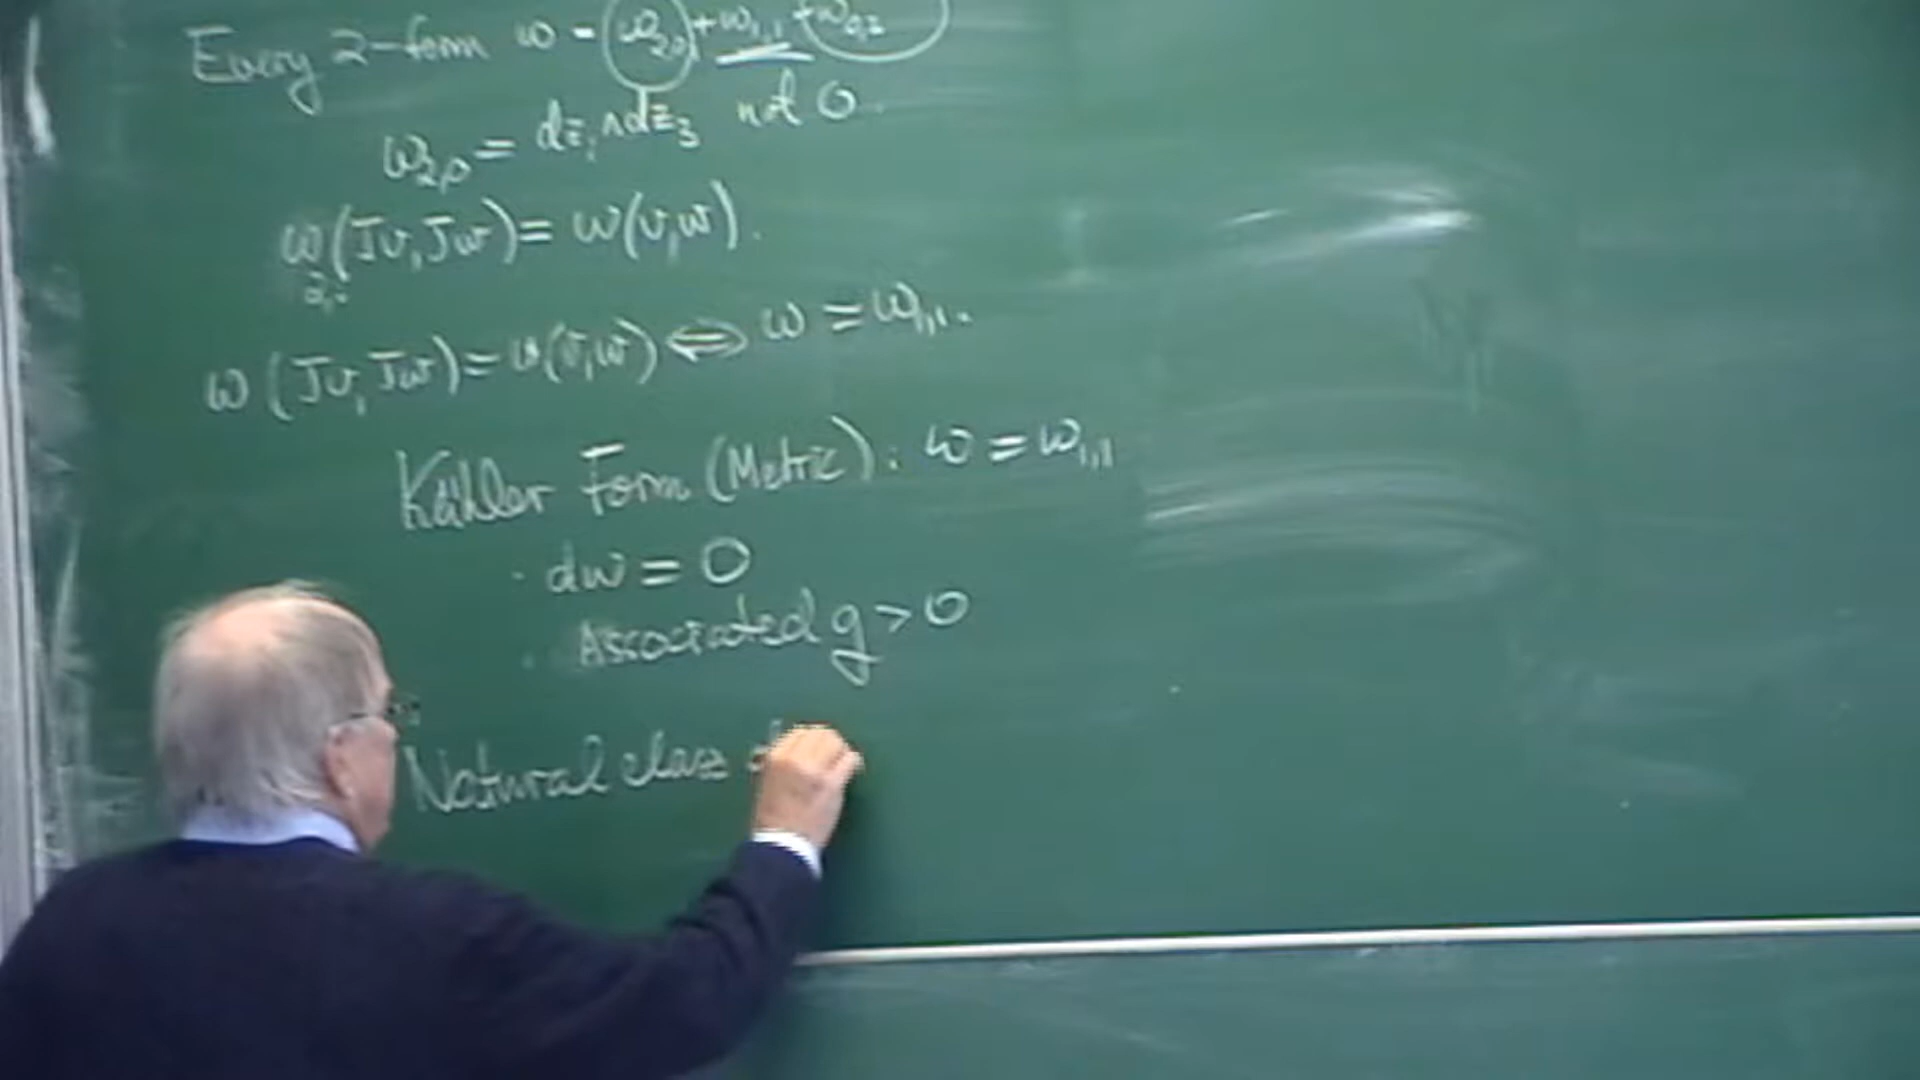 Every 2-form ω = ω₂,₀ + ω₁,₁ + ω₀,₂
ω₂,₀ = dz₁∧dz₃ not 0.
ω(Jv,Jw) = ω(v,w).
ω(Jv,Jw) = ω(v,w) ⇔ ω = ω₁,₁.
Kähler Form (Metric): ω = ω₁,₁
· dω = 0
· Associated g > 0
Natural class